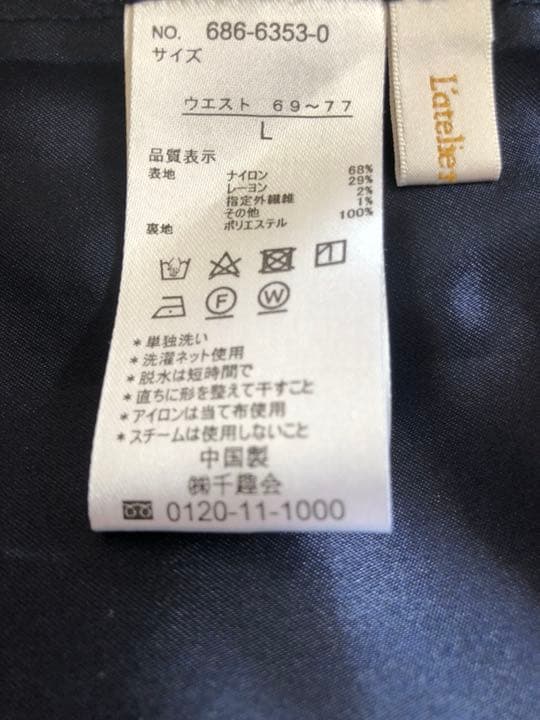 NO. 686-6353-0
サイズ
ウエスト 69～77
L
品質表示
表地 ナイロン 68%
レーヨン 29%
指定外繊維 2%
その他 1%
裏地 ポリエステル 100%
F W
＊単独洗い
＊洗濯ネット使用
＊脱水は短時間で
＊直ちに形を整えて干すこと
＊アイロンは当て布使用
＊スチームは使用しないこと
中国製
㈱千趣会
0120-11-1000
L'atelier